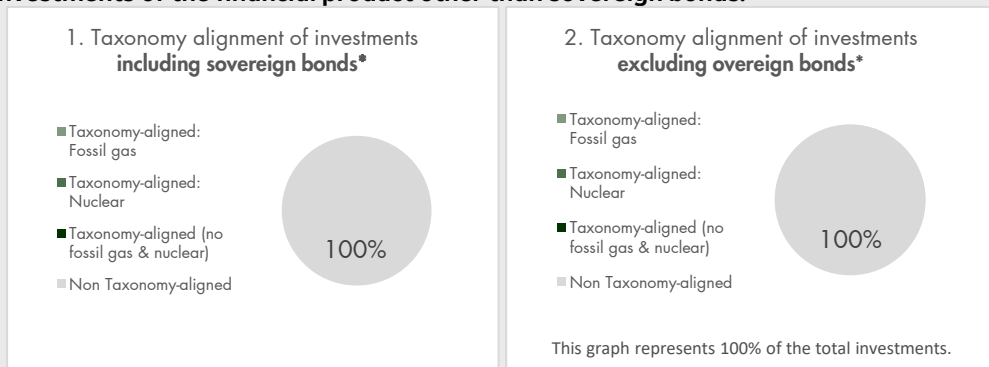 investments of the financial product other than sovereign bonds.
1. Taxonomy alignment of investments
including sovereign bonds*
Taxonomy-aligned:
Fossil gas
Taxonomy-aligned:
Nuclear
Taxonomy-aligned (no
fossil gas & nuclear)
Non Taxonomy-aligned
100%
2. Taxonomy alignment of investments
excluding overeign bonds*
Taxonomy-aligned:
Fossil gas
Taxonomy-aligned:
Nuclear
Taxonomy-aligned (no
fossil gas & nuclear)
Non Taxonomy-aligned
100%
This graph represents 100% of the total investments.